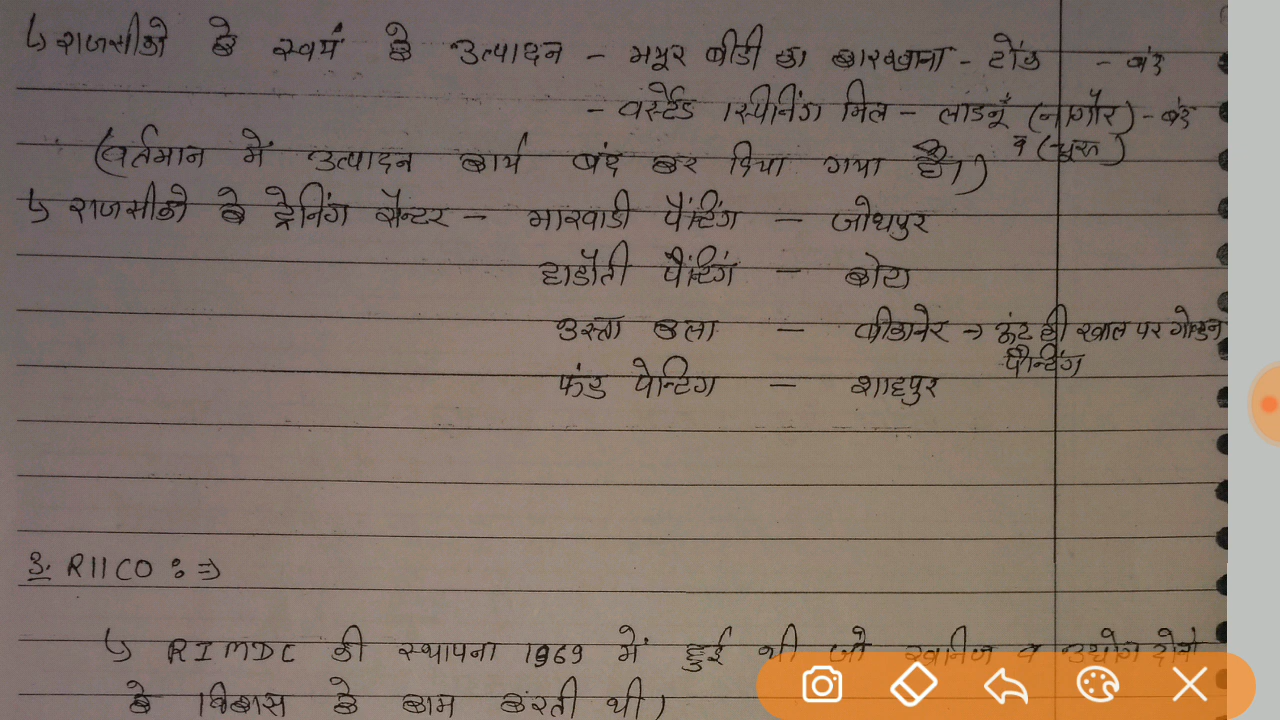 ↳ राजसीको के स्वयं के उत्पादन - मयूर बीडी का कारखाना - टोंक - बंद
- वर्स्टेड स्पिनिंग मिल - लाडनूं (नागौर) - बंद
व (चूरू)
(वर्तमान में उत्पादन कार्य बंद कर दिया गया है।)
↳ राजसीको के ट्रेनिंग सैन्टर - मारवाडी पैंन्टिंग - जोधपुर
हाडौती पैंन्टिंग - कोटा
उस्ता कला - बीकानेर → ऊंट की खाल पर गोल्डन
पैन्टिंग
फंड पेन्टिग - शाहपुर
3. RIICO : ⇒
↳ RIMDC की स्थापना 1969 में हुई थी जो खनिज व उद्योग दोनो
के विकास के काम करती थी।